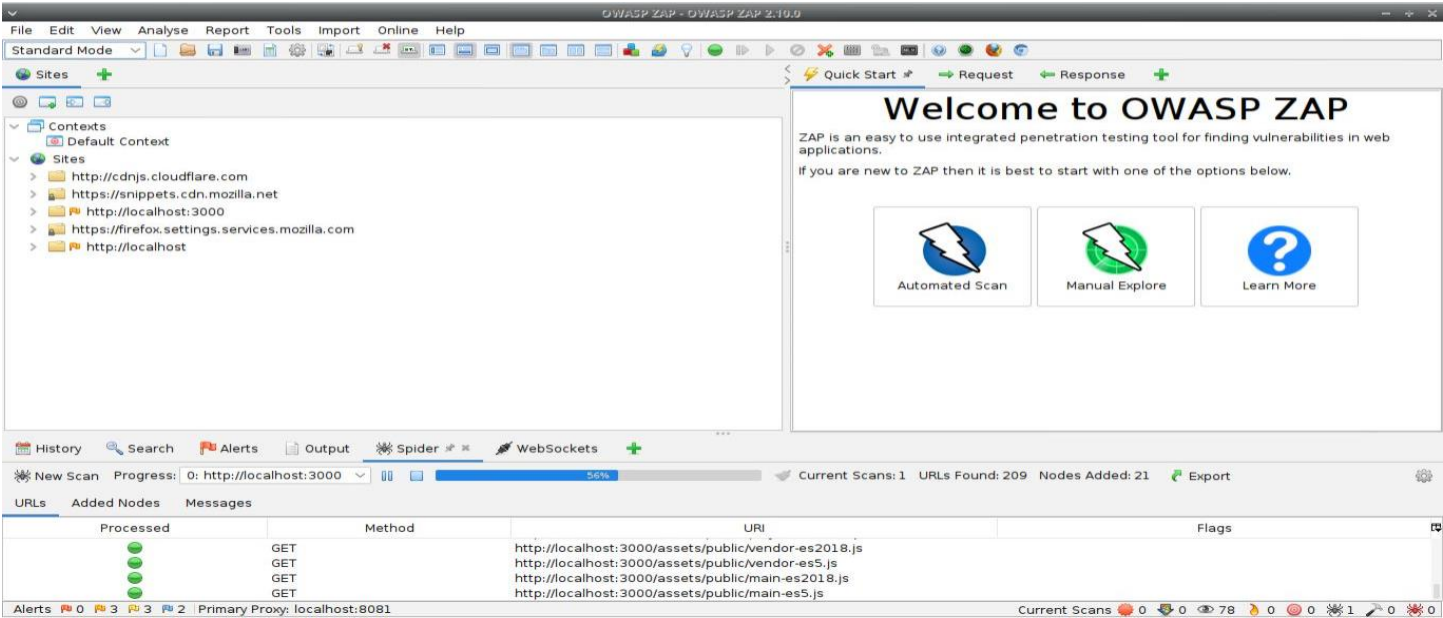 OWASP ZAP - OWASP ZAP 2.10.0
File Edit View Analyse Report Tools Import Online Help
Standard Mode
Sites
Quick Start
Request
Response
Contexts
Default Context
Sites
http://cdnjs.cloudflare.com
https://snippets.cdn.mozilla.net
http://localhost:3000
https://firefox.settings.services.mozilla.com
http://localhost
Welcome to OWASP ZAP
ZAP is an easy to use integrated penetration testing tool for finding vulnerabilities in web
applications.
If you are new to ZAP then it is best to start with one of the options below.
Automated Scan
Manual Explore
Learn More
History Search Alerts Output Spider WebSockets
New Scan Progress: 0: http://localhost:3000 56% Current Scans: 1 URLs Found: 209 Nodes Added: 21 Export
URLs Added Nodes Messages
Processed Method URI Flags
GET http://localhost:3000/assets/public/vendor-es2018.js
GET http://localhost:3000/assets/public/vendor-es5.js
GET http://localhost:3000/assets/public/main-es2018.js
GET http://localhost:3000/assets/public/main-es5.js
Alerts 0 3 3 2 Primary Proxy: localhost:8081 Current Scans 0 0 78 0 0 1 0 0